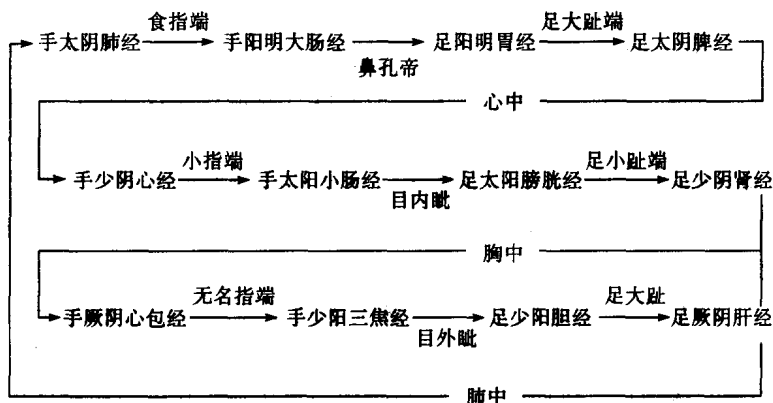 食指端 足大趾端
手太阴肺经 手阳明大肠经 足阳明胃经 足太阴脾经
鼻孔帝
心中
小指端 足小趾端
手少阴心经 手太阳小肠经 足太阳膀胱经 足少阴肾经
目内眦
胸中
无名指端 足大趾
手厥阴心包经 手少阳三焦经 足少阳胆经 足厥阴肝经
目外眦
肺中